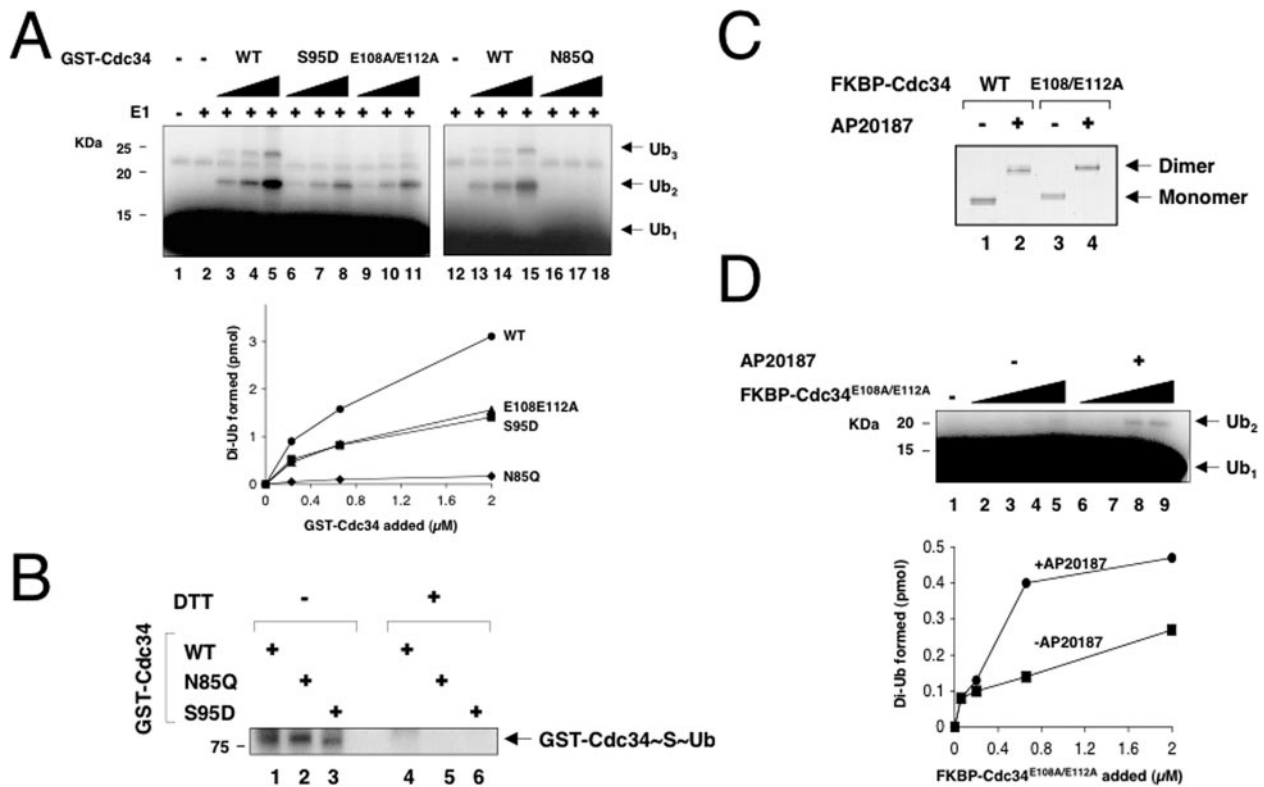 A
GST-Cdc34 - - WT S95D E108A/E112A - WT N85Q
E1 - + + + + + + + + + + + + + + + + +
KDa
25
20
15
Ub3
Ub2
Ub1
1 2 3 4 5 6 7 8 9 10 11 12 13 14 15 16 17 18
Di-Ub formed (pmol)
3
2
1
0
WT
E108E112A
S95D
N85Q
0 0.4 0.8 1.2 1.6 2
GST-Cdc34 added (µM)
B
DTT - +
GST-Cdc34
WT + +
N85Q + +
S95D + +
75
GST-Cdc34~S~Ub
1 2 3 4 5 6
C
FKBP-Cdc34 WT E108/E112A
AP20187 - + - +
Dimer
Monomer
1 2 3 4
D
AP20187 - +
FKBP-Cdc34E108A/E112A -
KDa
20
15
Ub2
Ub1
1 2 3 4 5 6 7 8 9
Di-Ub formed (pmol)
0.5
0.4
0.3
0.2
0.1
0
+AP20187
-AP20187
0 0.4 0.8 1.2 1.6 2
FKBP-Cdc34E108A/E112A added (µM)